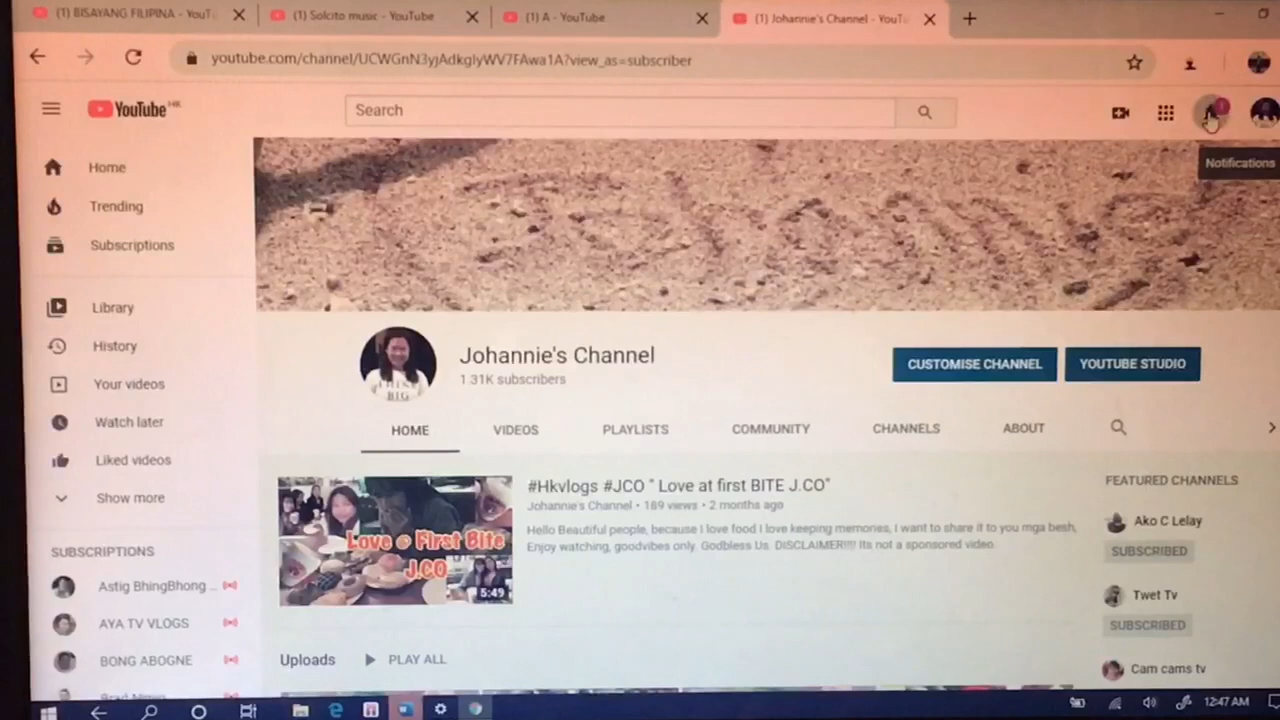 (1) BISAYANG FILIPINA - YouT
(1) Solcito music - YouTube
(1) A - YouTube
(1) Johannie's Channel - YouTu
youtube.com/channel/UCWGnN3yjAdkglyWV7FAwa1A?view_as=subscriber
YouTube HK
Search
Notifications
Home
Trending
Subscriptions
Library
History
Your videos
Watch later
Liked videos
Show more
SUBSCRIPTIONS
Astig BhingBhong ..
AYA TV VLOGS
BONG ABOGNE
Johannie's Channel
1.31K subscribers
THINK
BIG
CUSTOMISE CHANNEL
YOUTUBE STUDIO
HOME
VIDEOS
PLAYLISTS
COMMUNITY
CHANNELS
ABOUT
Love @ First Bite
J.CO
5:49
#Hkvlogs #JCO " Love at first BITE J.CO"
Johannie's Channel • 189 views • 2 months ago
Hello Beautiful people, because I love food I love keeping memories, I want to share it to you mga besh,
Enjoy watching, goodvibes only. Godbless Us. DISCLAIMER!!!! Its not a sponsored video.
FEATURED CHANNELS
Ako C Lelay
SUBSCRIBED
Twet Tv
SUBSCRIBED
Cam cams tv
Uploads
PLAY ALL
12:47 AM